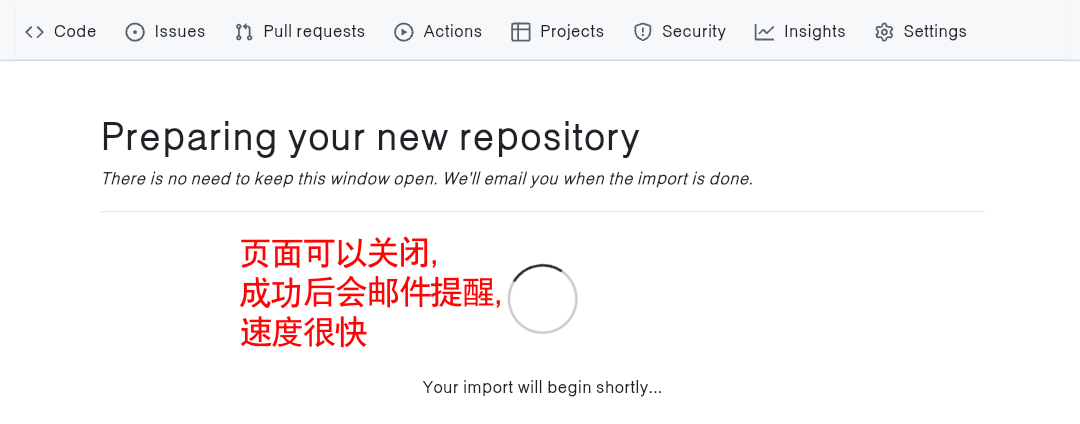 Code Issues Pull requests Actions Projects Security Insights Settings
Preparing your new repository
There is no need to keep this window open. We'll email you when the import is done.
页面可以关闭,
成功后会邮件提醒,
速度很快
Your import will begin shortly...